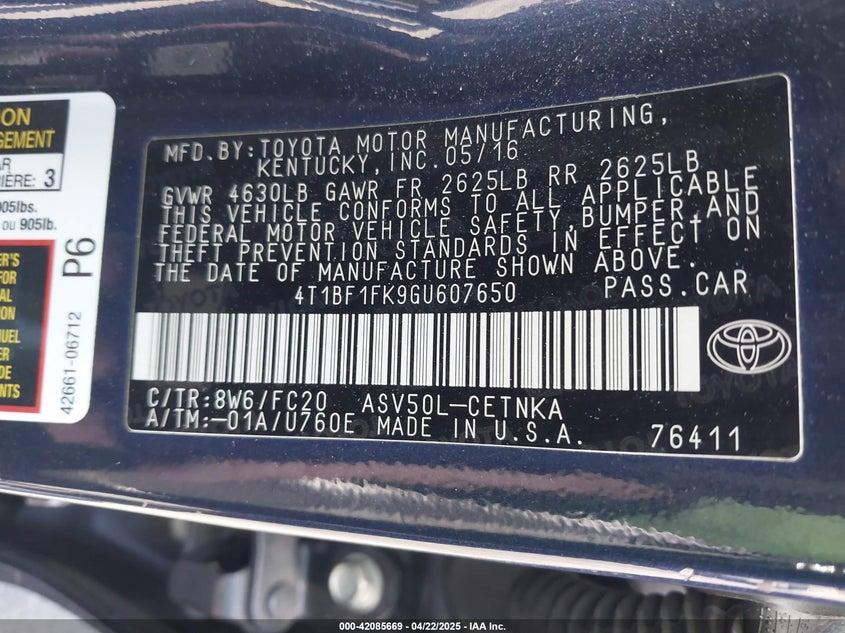 ON
GEMENT
AR
IÈRE: 3
905lbs.
OU 905lb.
P6
42661-06712
R'S
FOR
AL
ION
UEL
ER
DE
ENTS
MFD.BY:TOYOTA MOTOR MANUFACTURING,
KENTUCKY,INC.05/16
GVWR 4630LB GAWR FR 2625LB RR 2625LB
THIS VEHICLE CONFORMS TO ALL APPLICABLE
FEDERAL MOTOR VEHICLE SAFETY,BUMPER,AND
THEFT PREVENTION STANDARDS IN EFFECT ON
THE DATE OF MANUFACTURE SHOWN ABOVE.
4T1BF1FK9GU607650 PASS.CAR
C/TR:8W6/FC20 ASV50L-CETNKA
A/TM:-01A/U760E MADE IN U.S.A. 76411
000-42085669 - 04/22/2025 - IAA Inc.